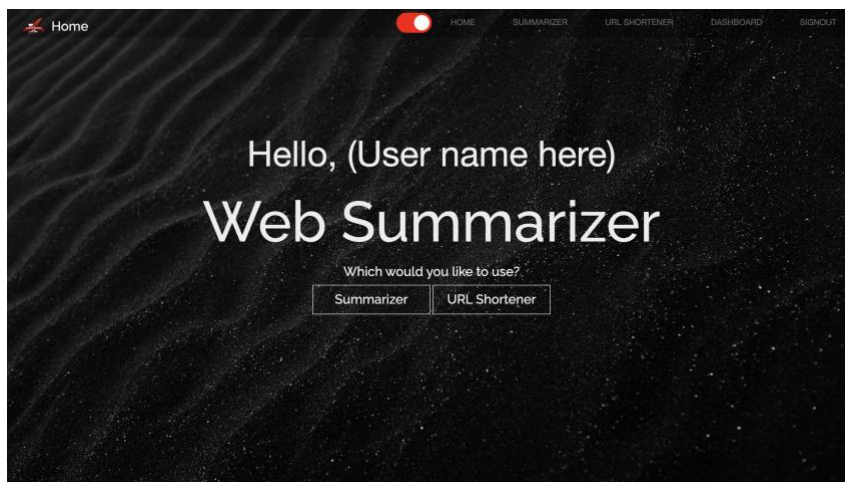 Home
HOME SUMMARIZER URL SHORTENER DASHBOARD SIGNOUT
Hello, (User name here)
Web Summarizer
Which would you like to use?
Summarizer URL Shortener